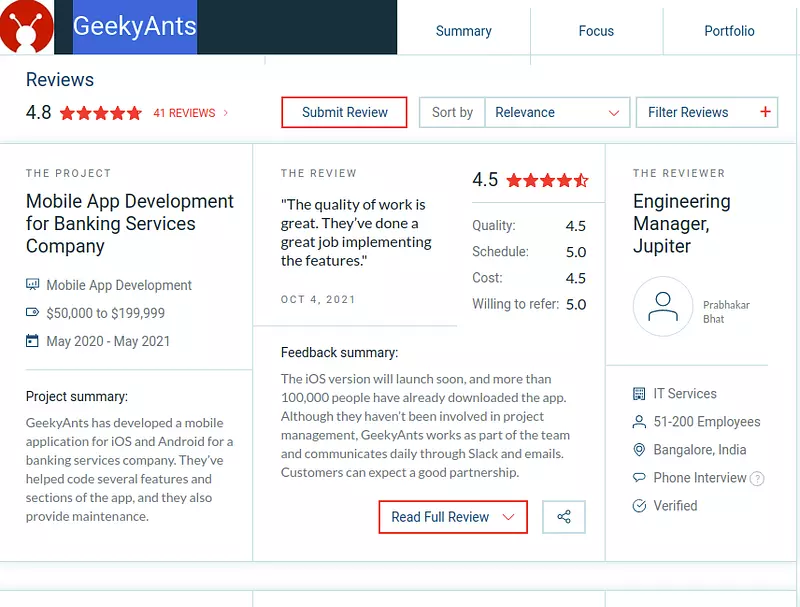 GeekyAnts
Summary
Focus
Portfolio
Reviews
4.8
41 REVIEWS
Submit Review
Sort by
Relevance
Filter Reviews
+
THE PROJECT
Mobile App Development
for Banking Services
Company
Mobile App Development
$50,000 to $199,999
May 2020 - May 2021
Project summary:
GeekyAnts has developed a mobile
application for iOS and Android for a
banking services company. They've
helped code several features and
sections of the app, and they also
provide maintenance.
THE REVIEW
"The quality of work is
great. They've done a
great job implementing
the features."
OCT 4, 2021
4.5
Quality: 4.5
Schedule: 5.0
Cost: 4.5
Willing to refer: 5.0
Feedback summary:
The iOS version will launch soon, and more than
100,000 people have already downloaded the app.
Although they haven't been involved in project
management, GeekyAnts works as part of the team
and communicates daily through Slack and emails.
Customers can expect a good partnership.
Read Full Review
THE REVIEWER
Engineering
Manager,
Jupiter
Prabhakar
Bhat
IT Services
51-200 Employees
Bangalore, India
Phone Interview ?
Verified